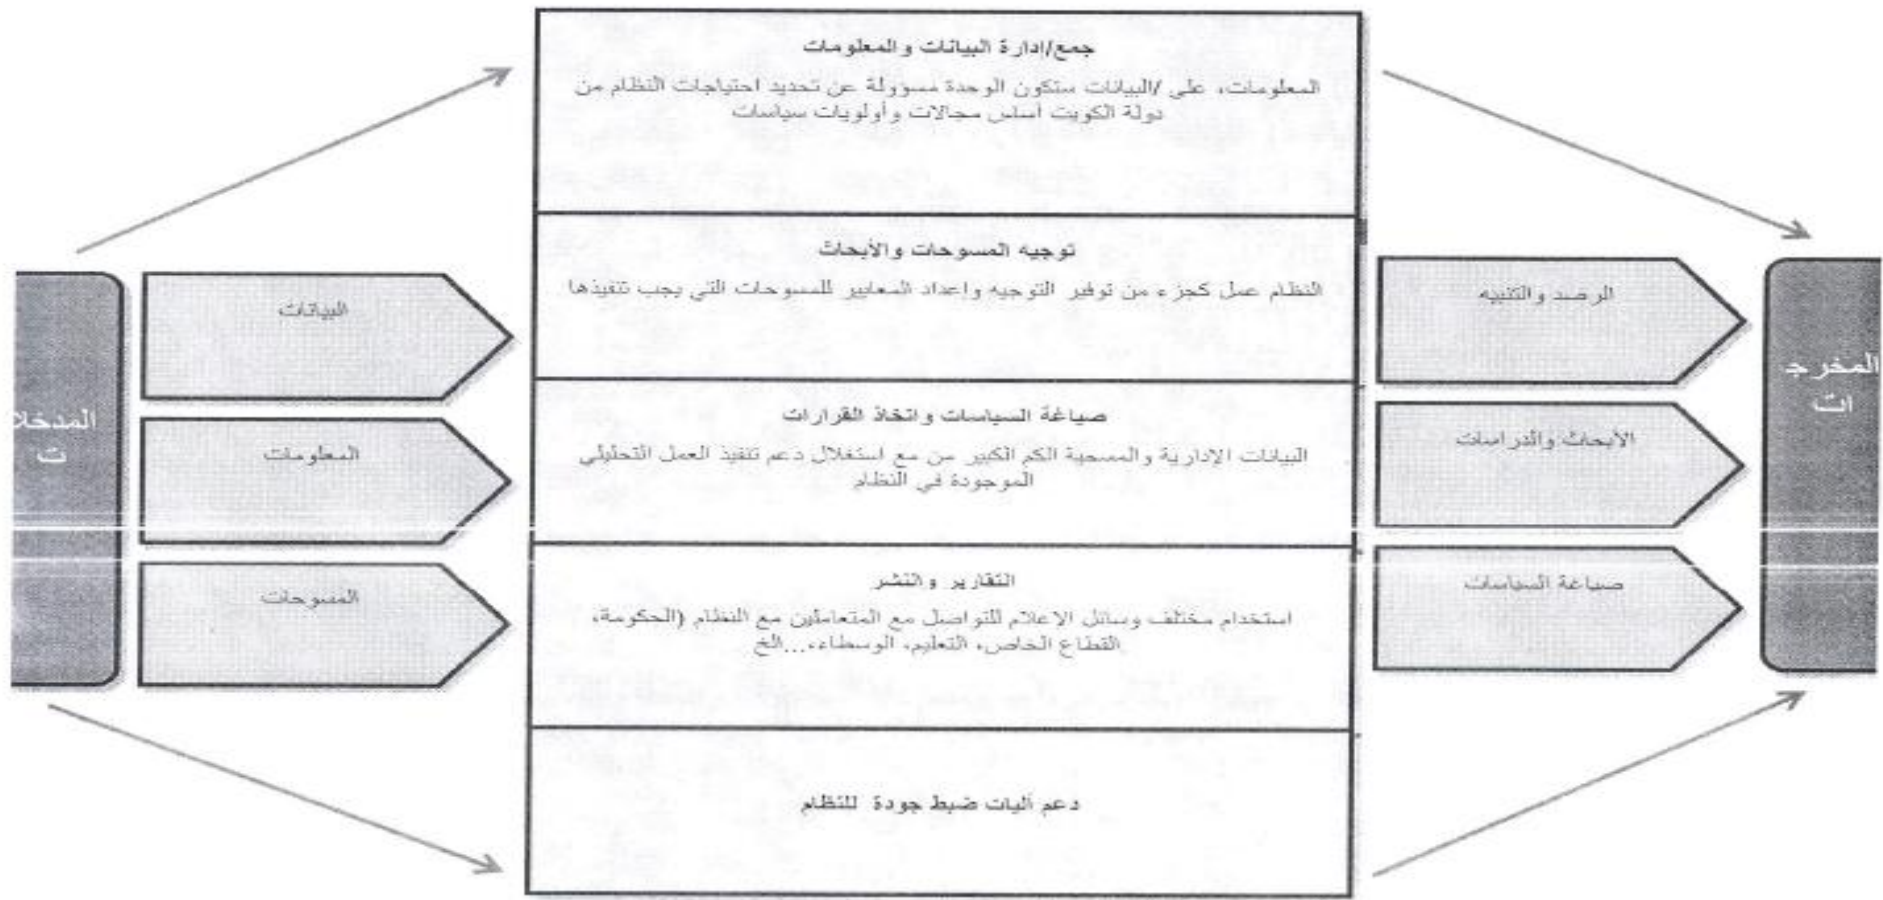 جمع/إدارة البيانات والمعلومات
المعلومات، على /البيانات ستكون الوحدة مسؤولة عن تحديد احتياجات النظام من
دولة الكويت أساس مجالات وأولويات سياسات
توجيه المسوحات والأبحاث
النظام عمل كجزء من توفير التوجيه وإعداد المعايير للمسوحات التي يجب تنفيذها
صياغة السياسات واتخاذ القرارات
البيانات الإدارية والمسحية الكم الكبير من مع استغلال دعم تنفيذ العمل التحليلي
الموجودة في النظام
التقارير والنشر
استخدام مختلف وسائل الاعلام للتواصل مع المتعاملين مع النظام (الحكومة،
القطاع الخاص، التعليم، الوسطاء،...الخ
دعم آليات ضبط جودة للنظام
المدخلا
ت
البيانات
المعلومات
المسوحات
الرصد والتنبيه
الأبحاث والدراسات
صياغة السياسات
المخرج
ات